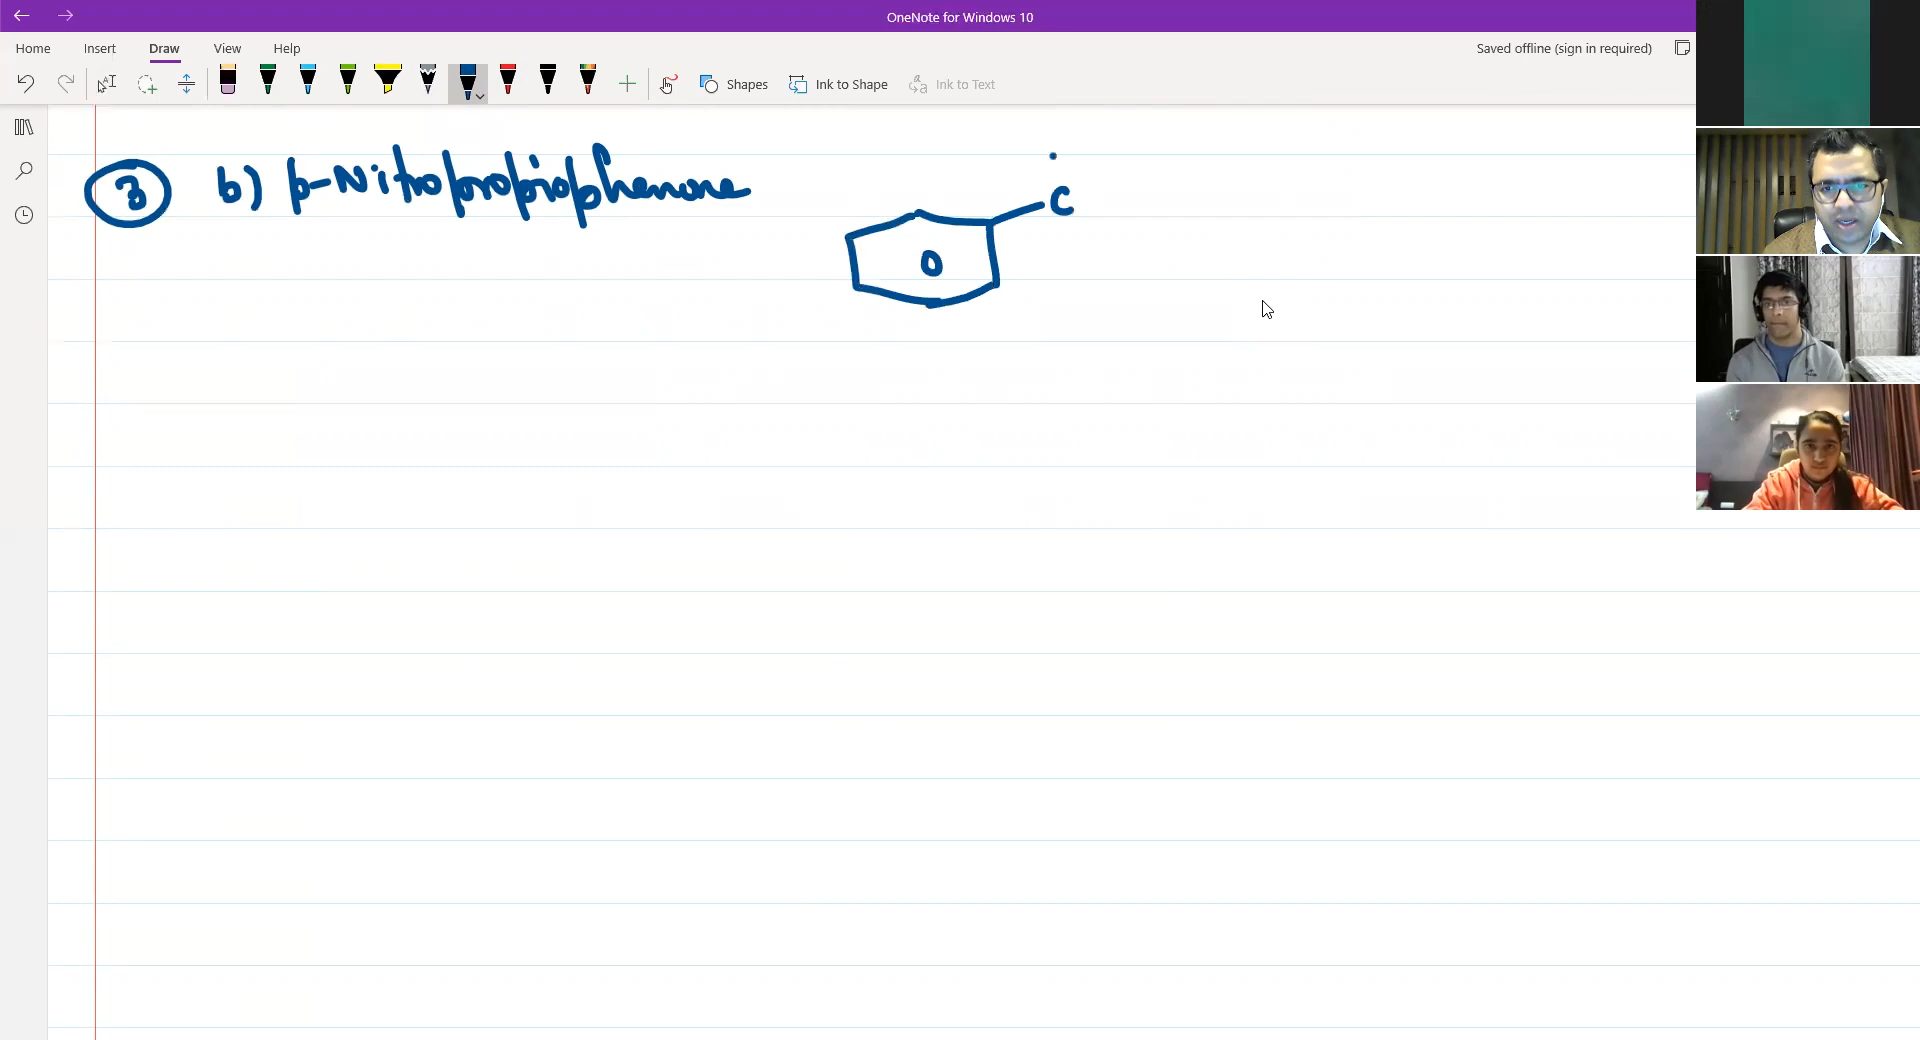 OneNote for Windows 10
Home Insert Draw View Help
Saved offline (sign in required)
Shapes
Ink to Shape
Ink to Text
3 b) p-Nitropropiophenone
C